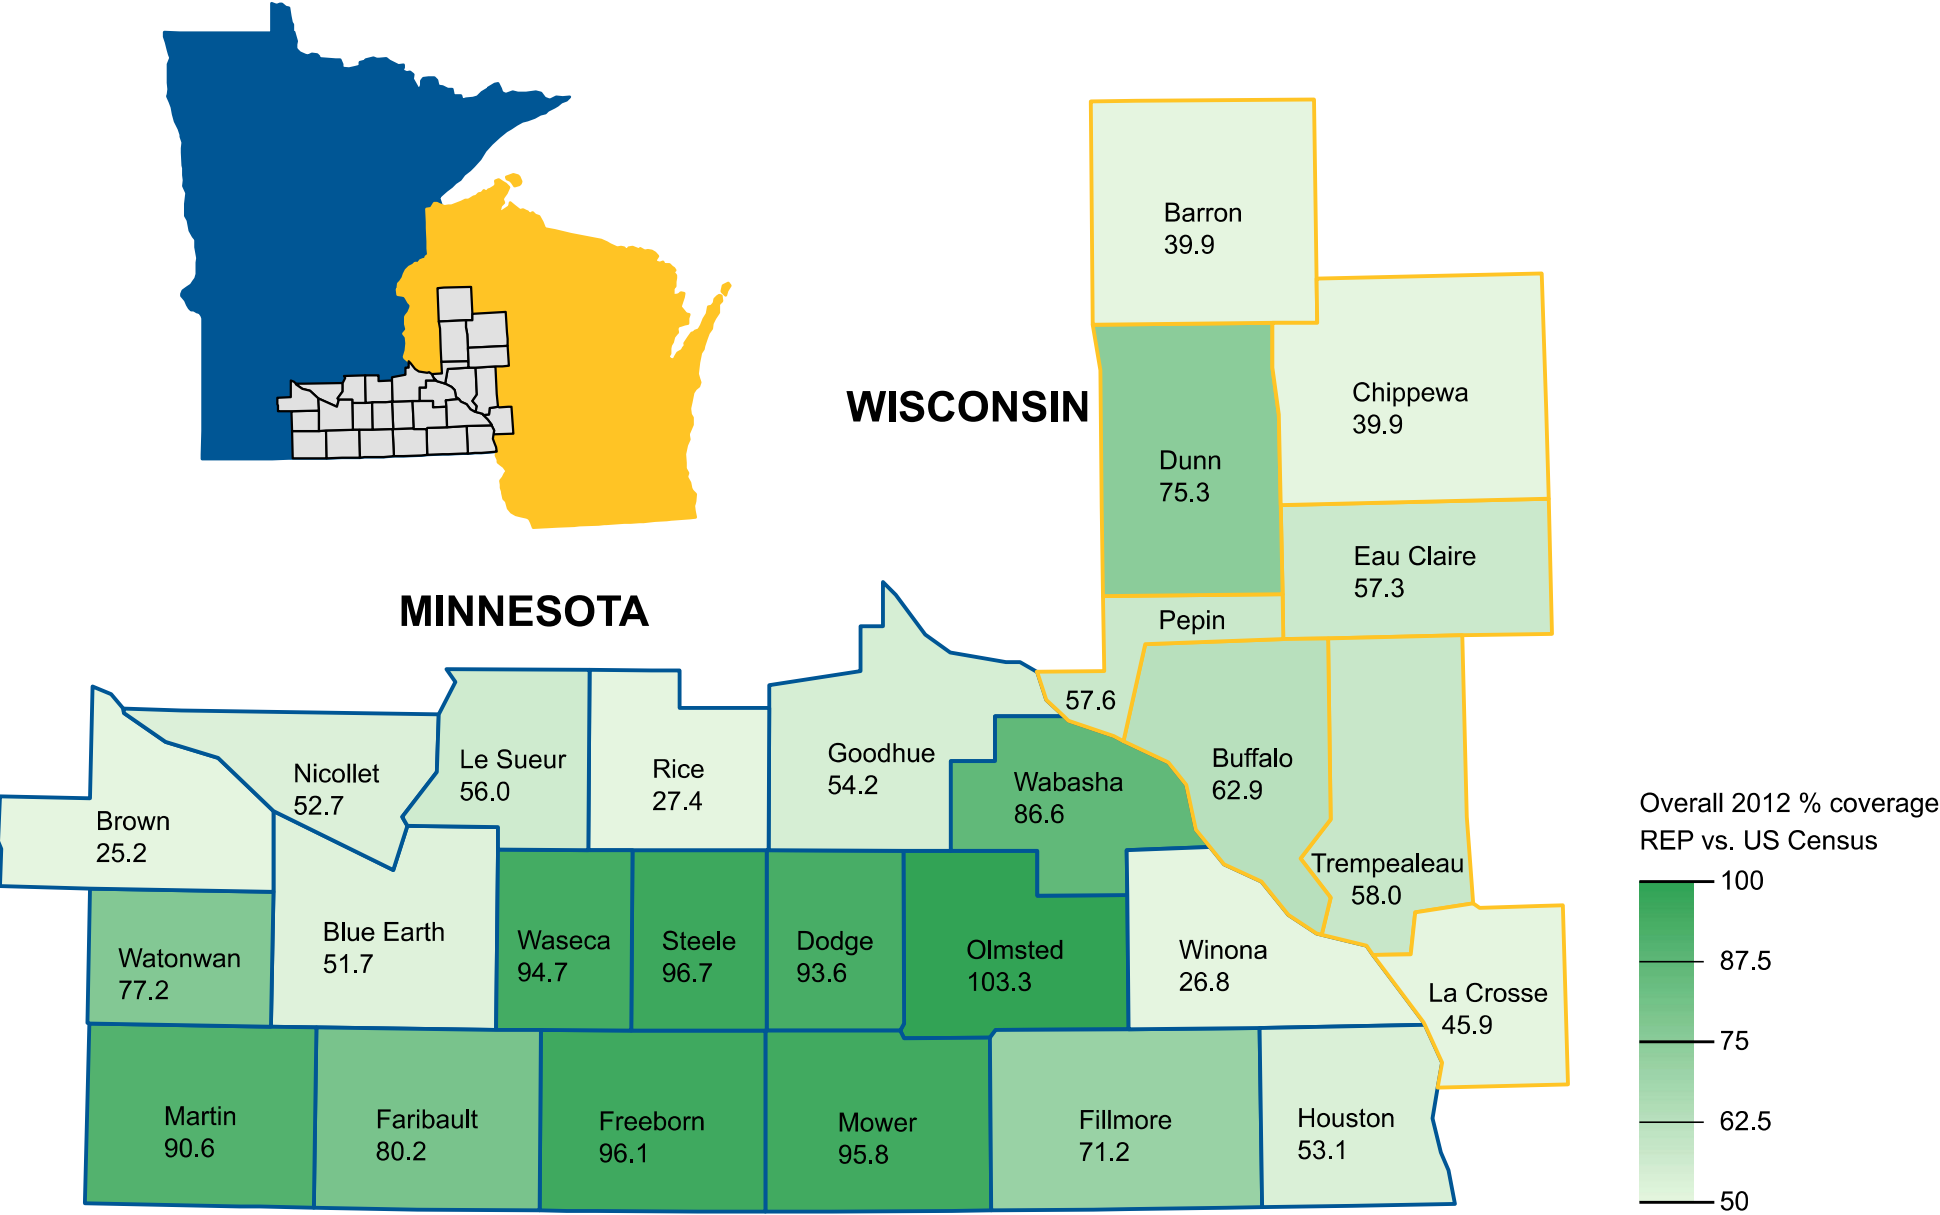 WISCONSIN
Barron
39.9
Chippewa
39.9
Dunn
75.3
Eau Claire
57.3
Pepin
57.6
Buffalo
62.9
Trempealeau
58.0
La Crosse
45.9
MINNESOTA
Brown
25.2
Nicollet
52.7
Le Sueur
56.0
Rice
27.4
Goodhue
54.2
Wabasha
86.6
Watonwan
77.2
Blue Earth
51.7
Waseca
94.7
Steele
96.7
Dodge
93.6
Olmsted
103.3
Winona
26.8
Martin
90.6
Faribault
80.2
Freeborn
96.1
Mower
95.8
Fillmore
71.2
Houston
53.1
Overall 2012 % coverage
REP vs. US Census
100
87.5
75
62.5
50